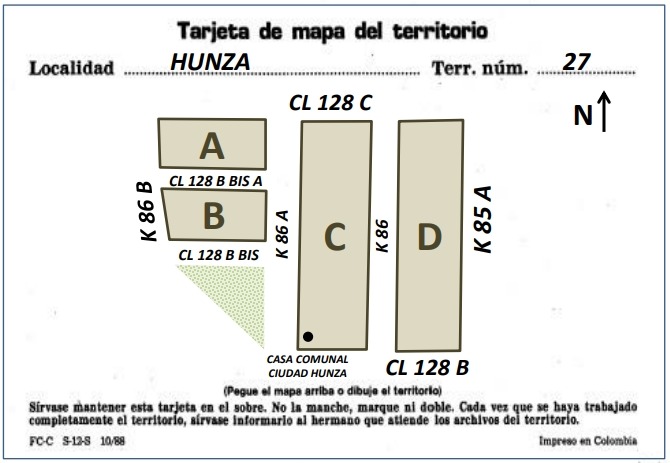 Tarjeta de mapa del territorio
Localidad HUNZA Terr. núm. 27
CL 128 C
N
A
CL 128 B BIS A
K 86 B
B
K 86 A
C
K 86
D
K 85 A
CL 128 B BIS
CASA COMUNAL
CIUDAD HUNZA
CL 128 B
(Pegue el mapa arriba o dibuje el territorio)
Sírvase mantener esta tarjeta en el sobre. No la manche, marque ni doble. Cada vez que se haya trabajado
completamente el territorio, sírvase informarlo al hermano que atiende los archivos del territorio.
FC-C S-12-S 10/88 Impreso en Colombia